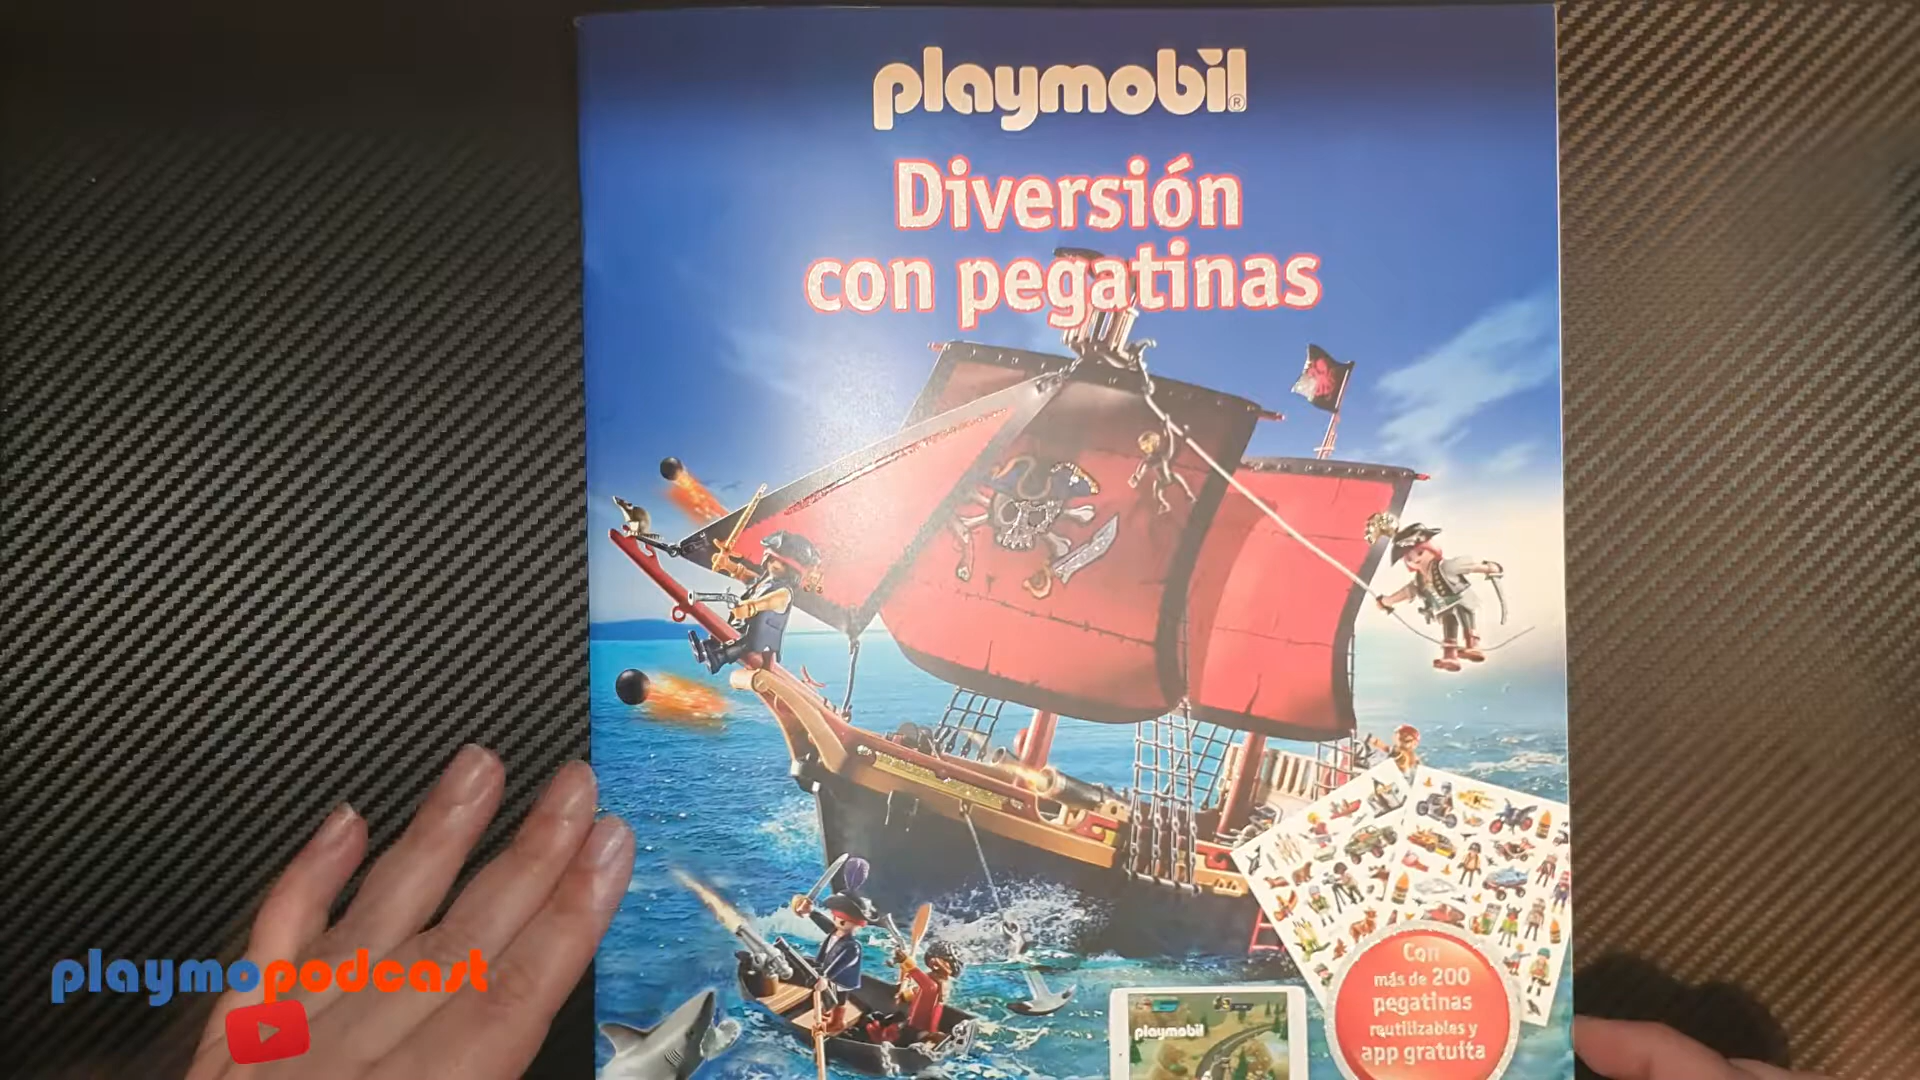 playmobil®
Diversión
con pegatinas
Con
más de 200
pegatinas
reutilizables y
app gratuita
playmobil
playmopodcast